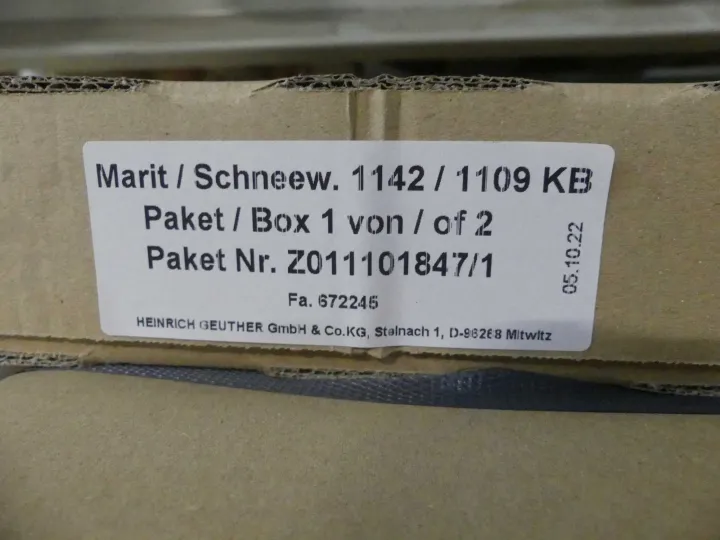 Marit / Schneew. 1142 / 1109 KB
Paket / Box 1 von / of 2
Paket Nr. Z011101847/1
Fa. 672245
HEINRICH GEUTHER GmbH & Co.KG, Steinach 1, D-96268 Mitwitz
05.10.22